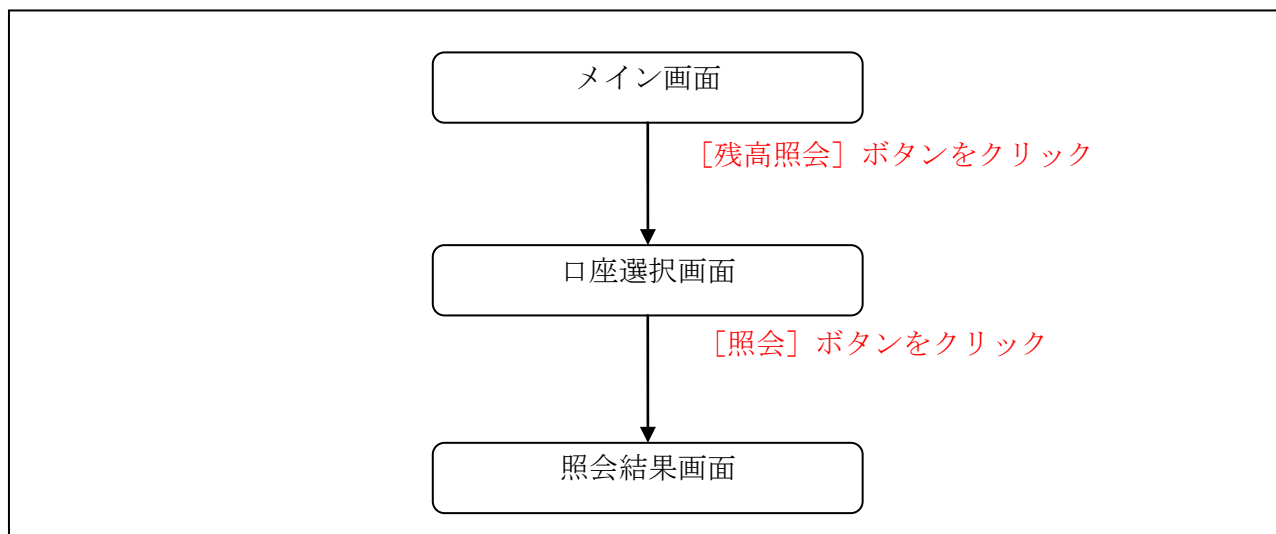 メイン画面
［残高照会］ボタンをクリック
口座選択画面
［照会］ボタンをクリック
照会結果画面